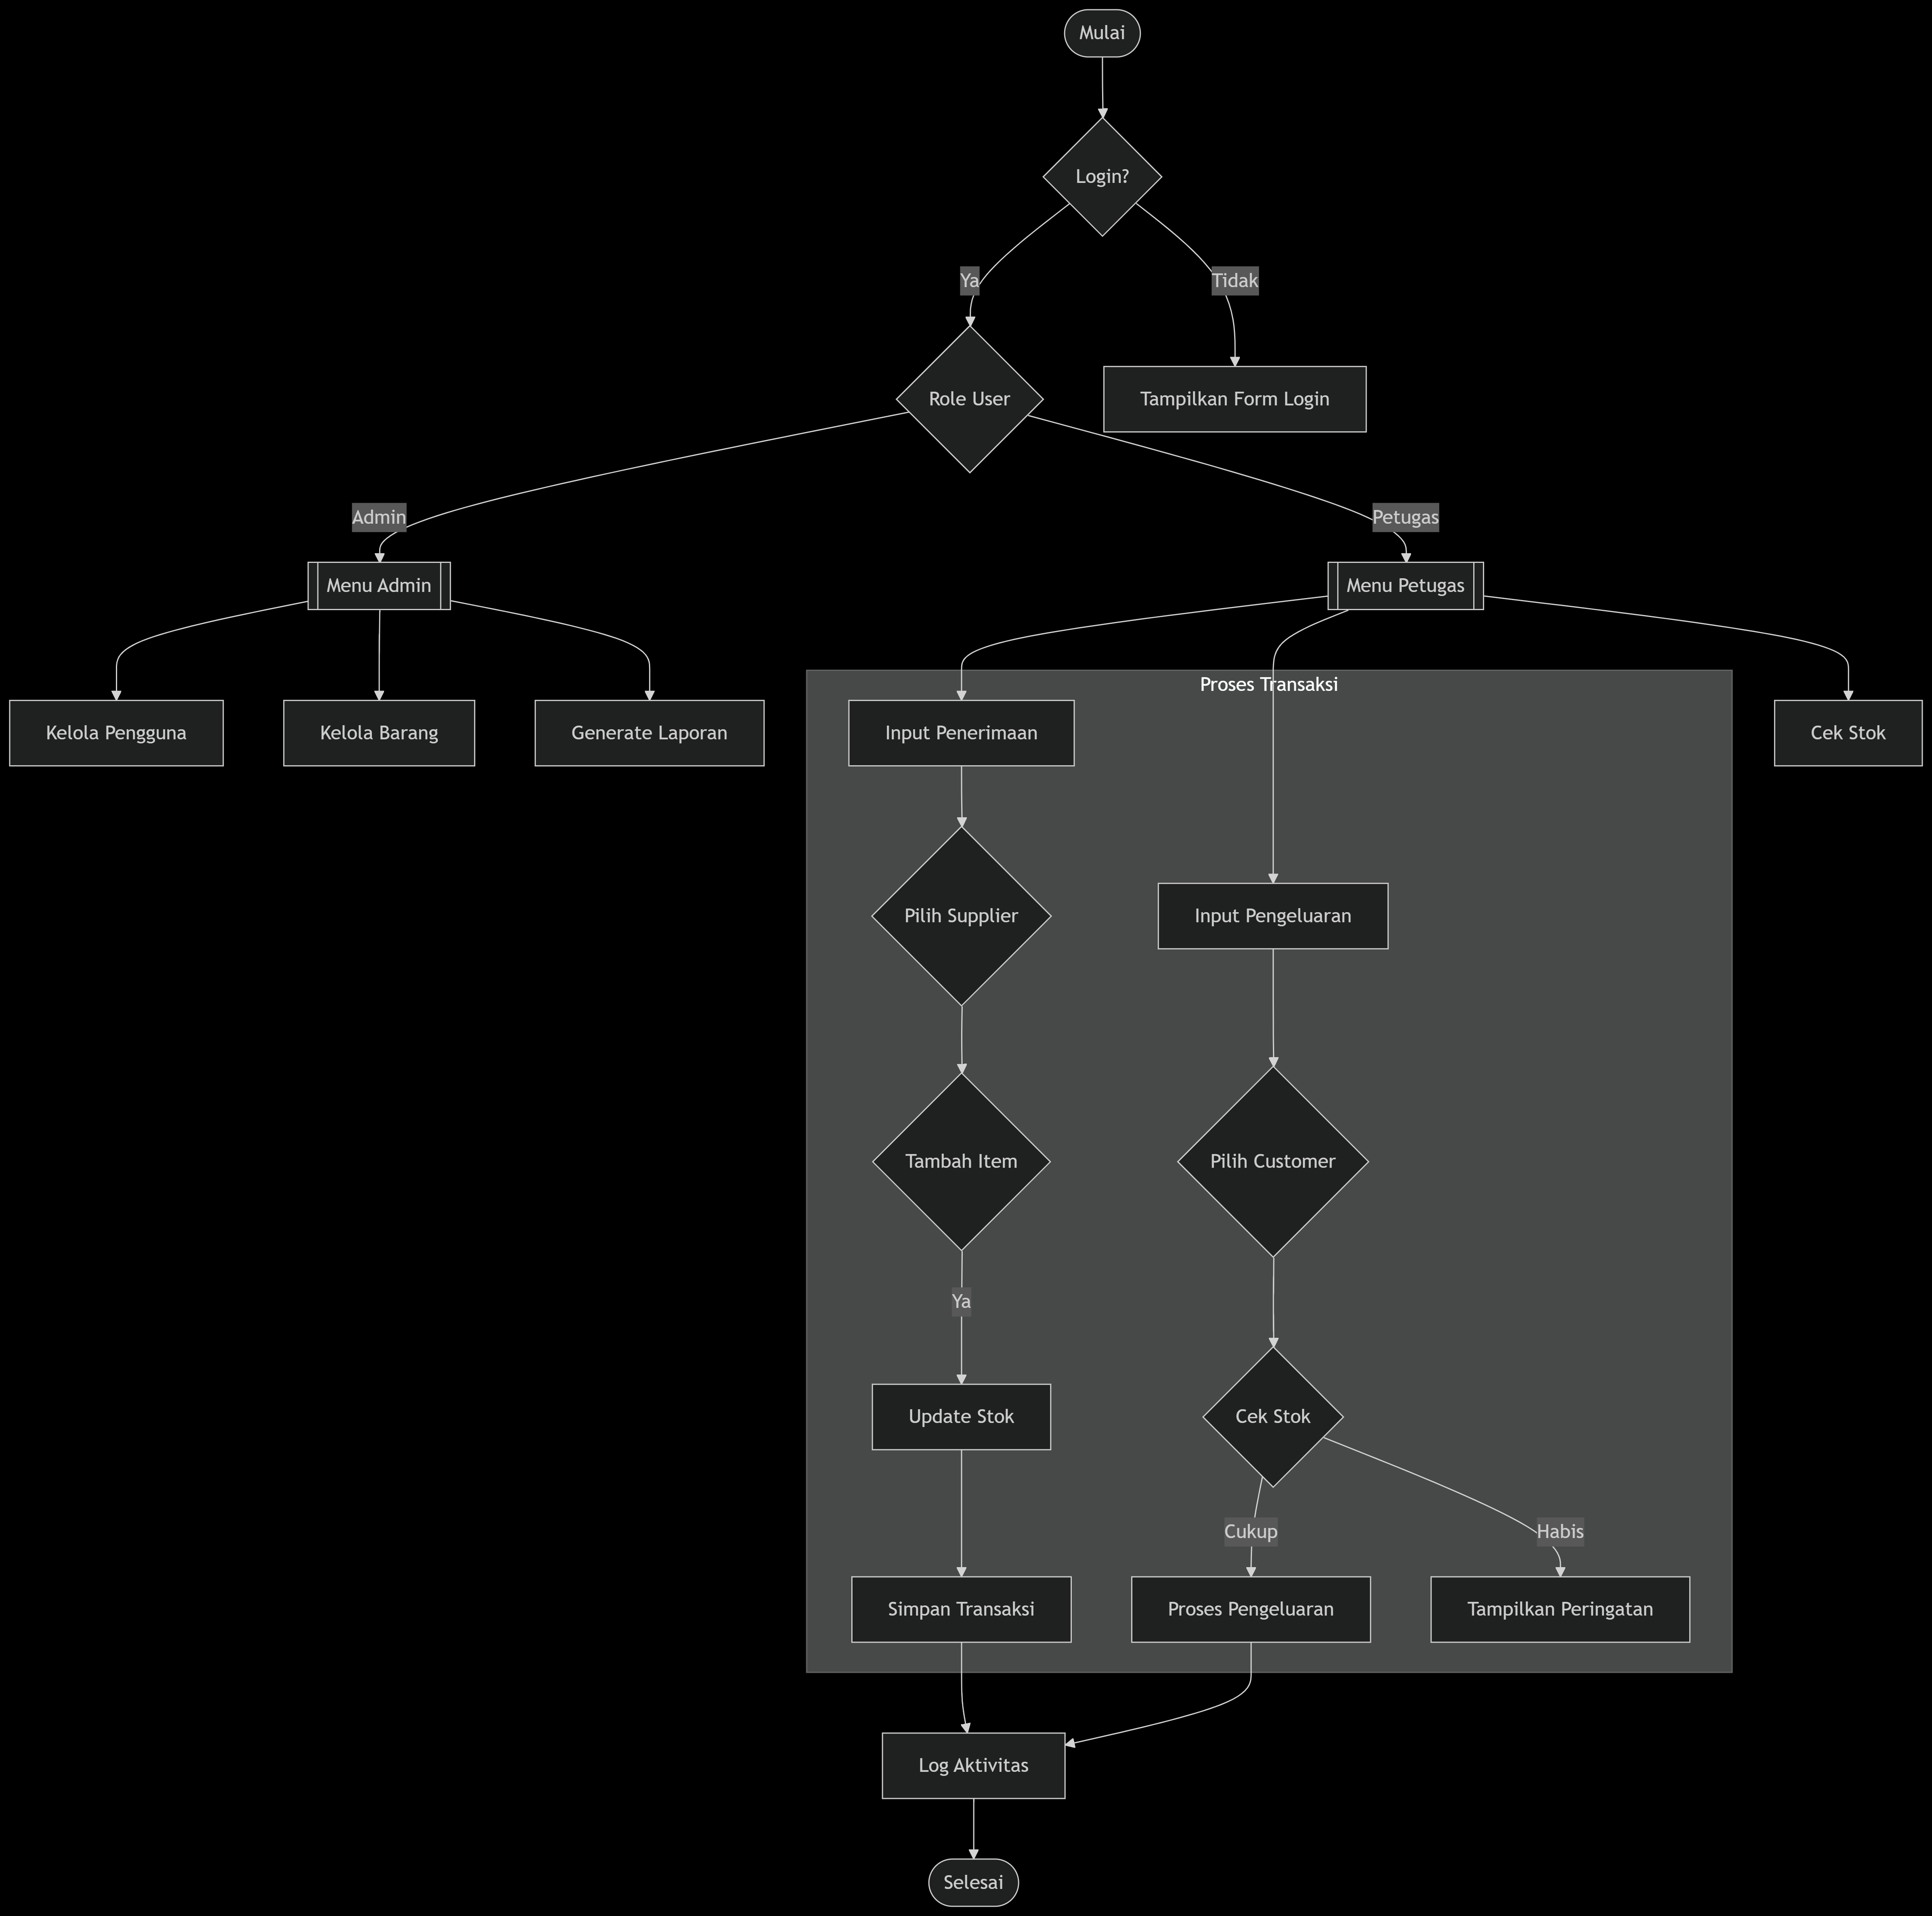 Mulai
Login?
Ya
Tidak
Role User
Tampilkan Form Login
Admin
Petugas
Menu Admin
Menu Petugas
Proses Transaksi
Kelola Pengguna
Kelola Barang
Generate Laporan
Input Penerimaan
Cek Stok
Pilih Supplier
Input Pengeluaran
Tambah Item
Pilih Customer
Ya
Update Stok
Cek Stok
Cukup
Habis
Simpan Transaksi
Proses Pengeluaran
Tampilkan Peringatan
Log Aktivitas
Selesai